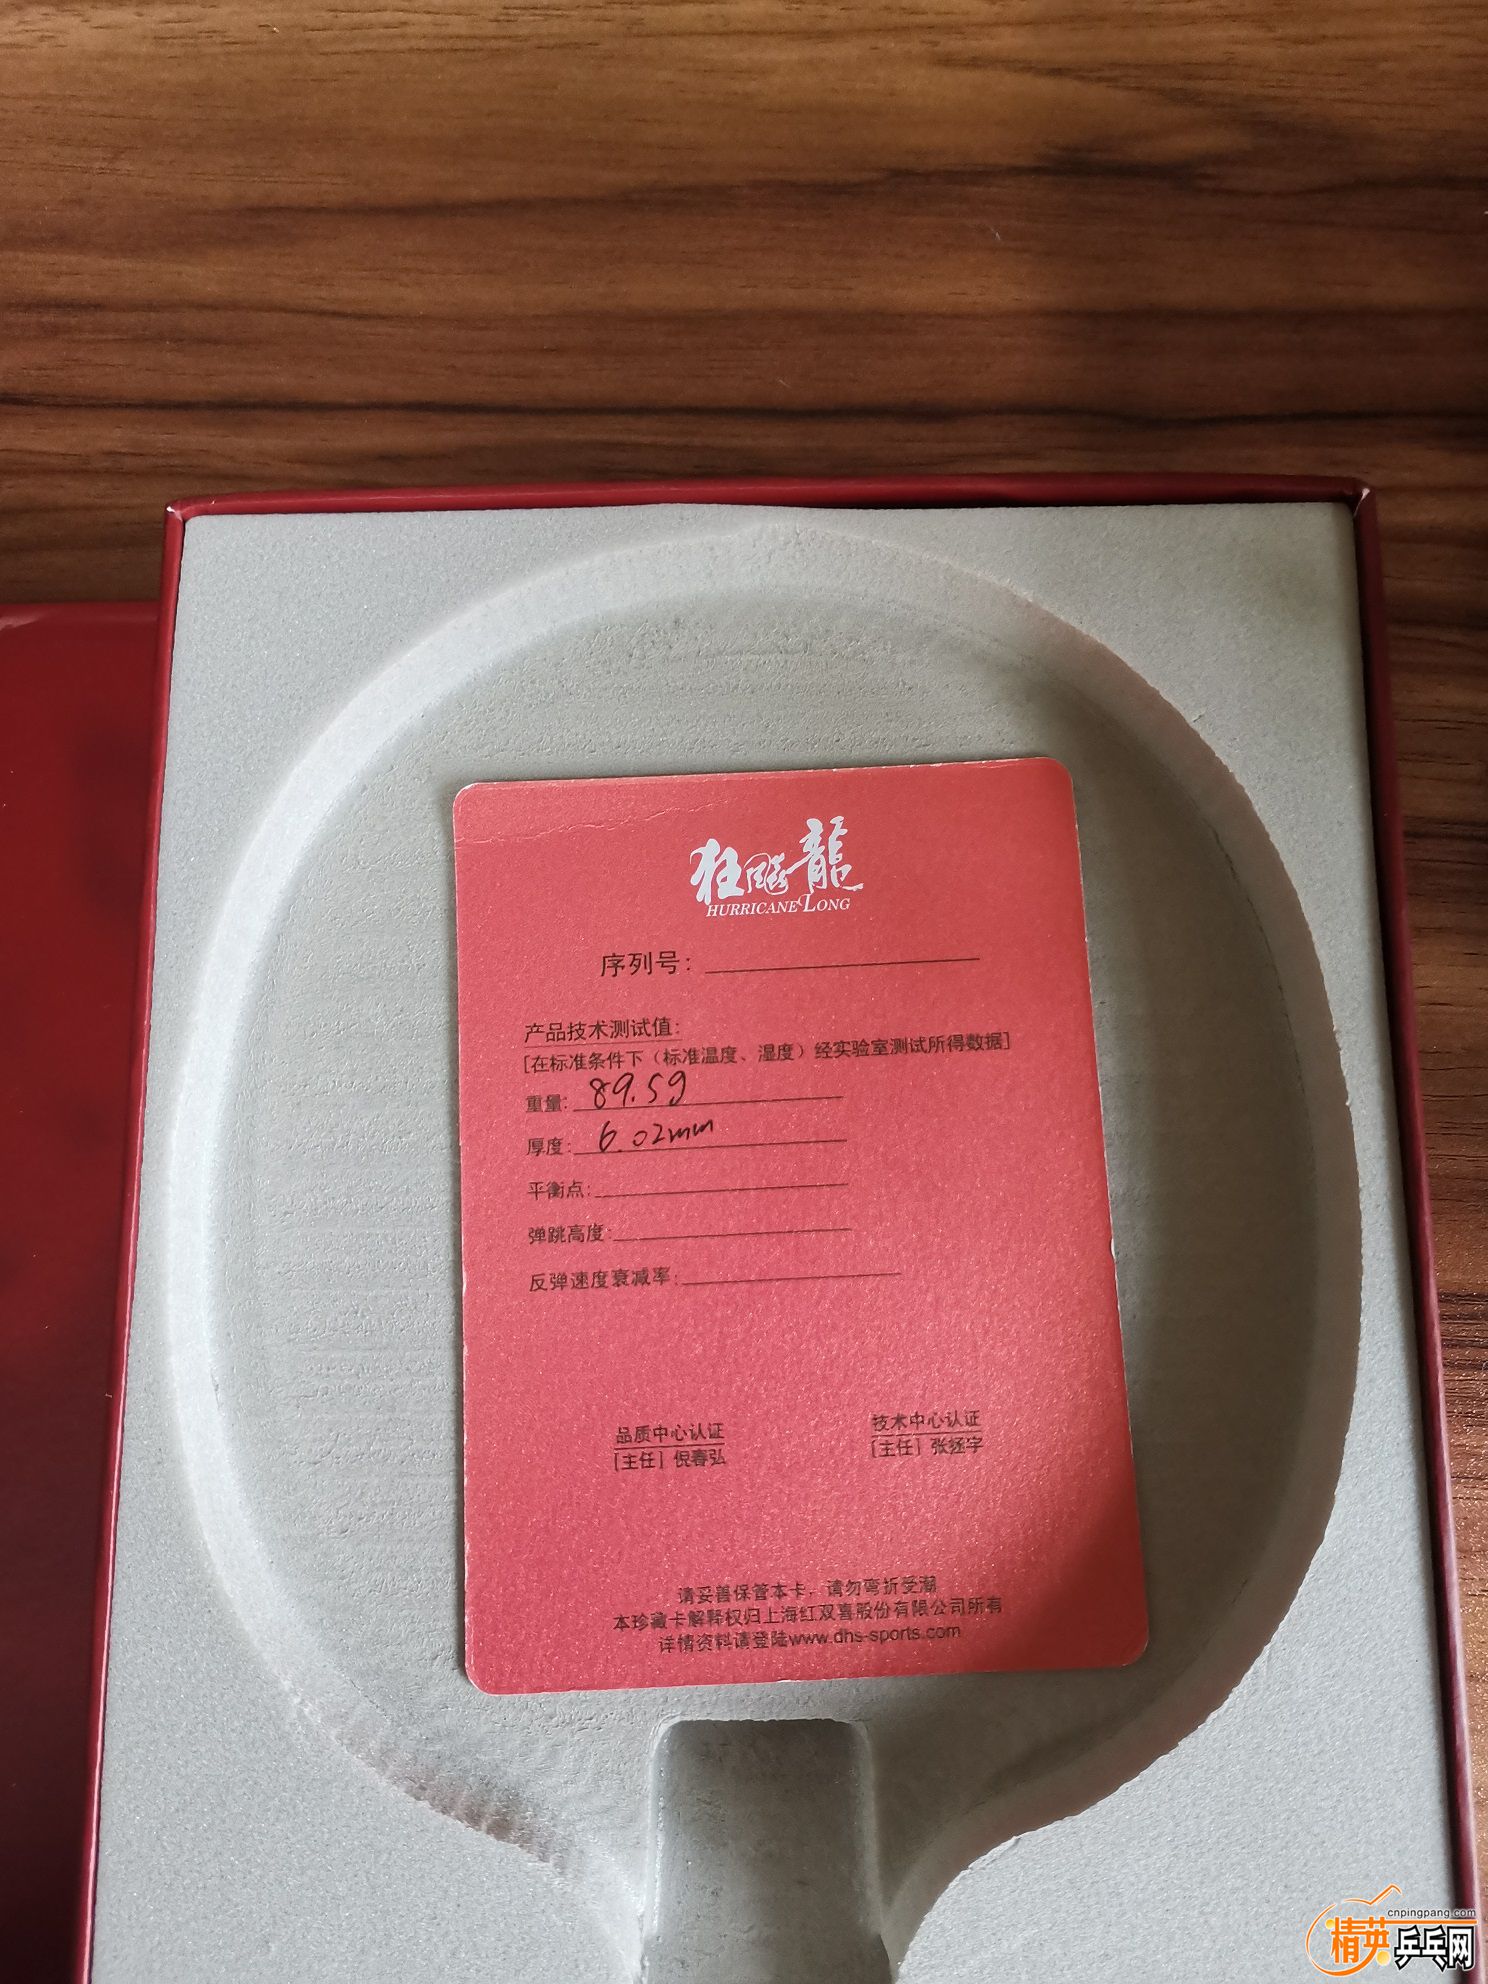 狂飚龍
HURRICANE LONG
序列号：
产品技术测试值：
[在标准条件下（标准温度、湿度）经实验室测试所得数据]
重量: 89.5g
厚度: 6.02mm
平衡点:
弹跳高度:
反弹速度衰减率:
品质中心认证
[主任] 倪春弘
技术中心认证
[主任] 张拯宇
请妥善保管本卡，请勿弯折受潮
本珍藏卡解释权归上海红双喜股份有限公司所有
详情资料请登陆www.dhs-sports.com
cnpingpang.com
精英乒乓网